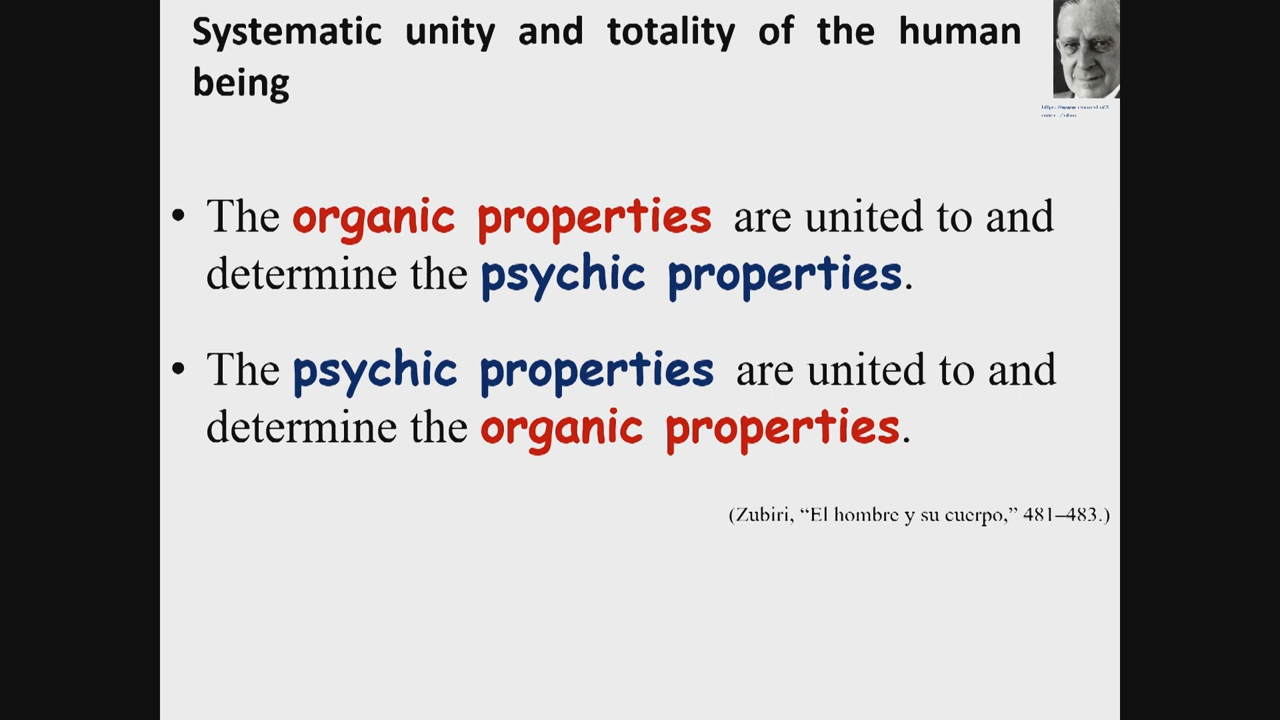 Systematic unity and totality of the human
being
• The organic properties are united to and
determine the psychic properties.
• The psychic properties are united to and
determine the organic properties.
(Zubiri, “El hombre y su cuerpo,” 481–483.)